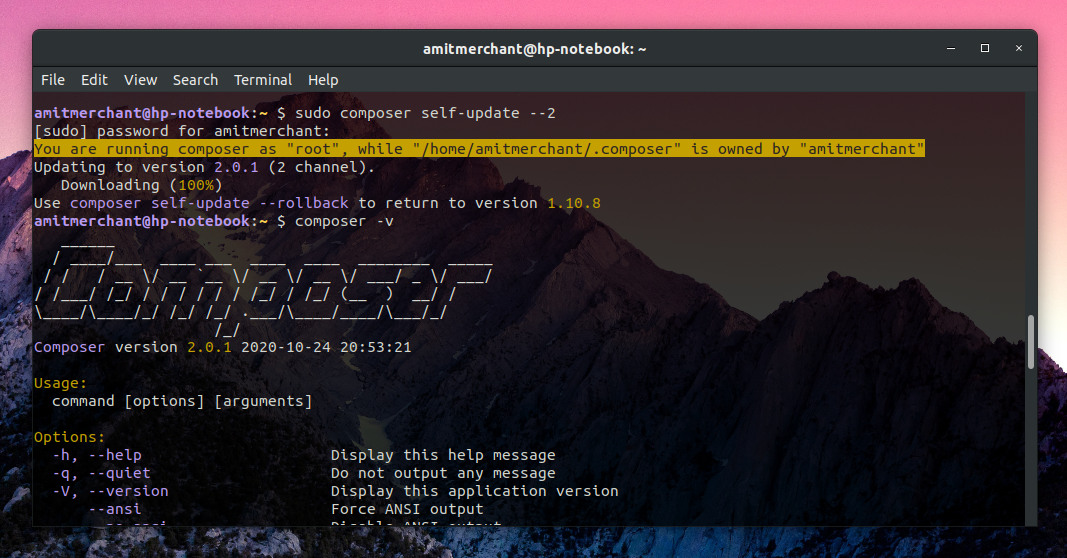 amitmerchant@hp-notebook: ~
File Edit View Search Terminal Help
amitmerchant@hp-notebook:~ $ sudo composer self-update --2
[sudo] password for amitmerchant:
You are running composer as "root", while "/home/amitmerchant/.composer" is owned by "amitmerchant"
Updating to version 2.0.1 (2 channel).
   Downloading (100%)
Use composer self-update --rollback to return to version 1.10.8
amitmerchant@hp-notebook:~ $ composer -v
   ______
  / ____/___  ____ ___  ____  ____  ________  _____
 / /   / __ \/ __ `__ \/ __ \/ __ \/ ___/ _ \/ ___/
/ /___/ /_/ / / / / / / /_/ / /_/ (__  )  __/ /
\____/\____/_/ /_/ /_/ .___/\____/____/\___/_/
                    /_/
Composer version 2.0.1 2020-10-24 20:53:21
Usage:
  command [options] [arguments]
Options:
  -h, --help                     Display this help message
  -q, --quiet                    Do not output any message
  -V, --version                  Display this application version
      --ansi                     Force ANSI output
      --no-ansi                  Disable ANSI output